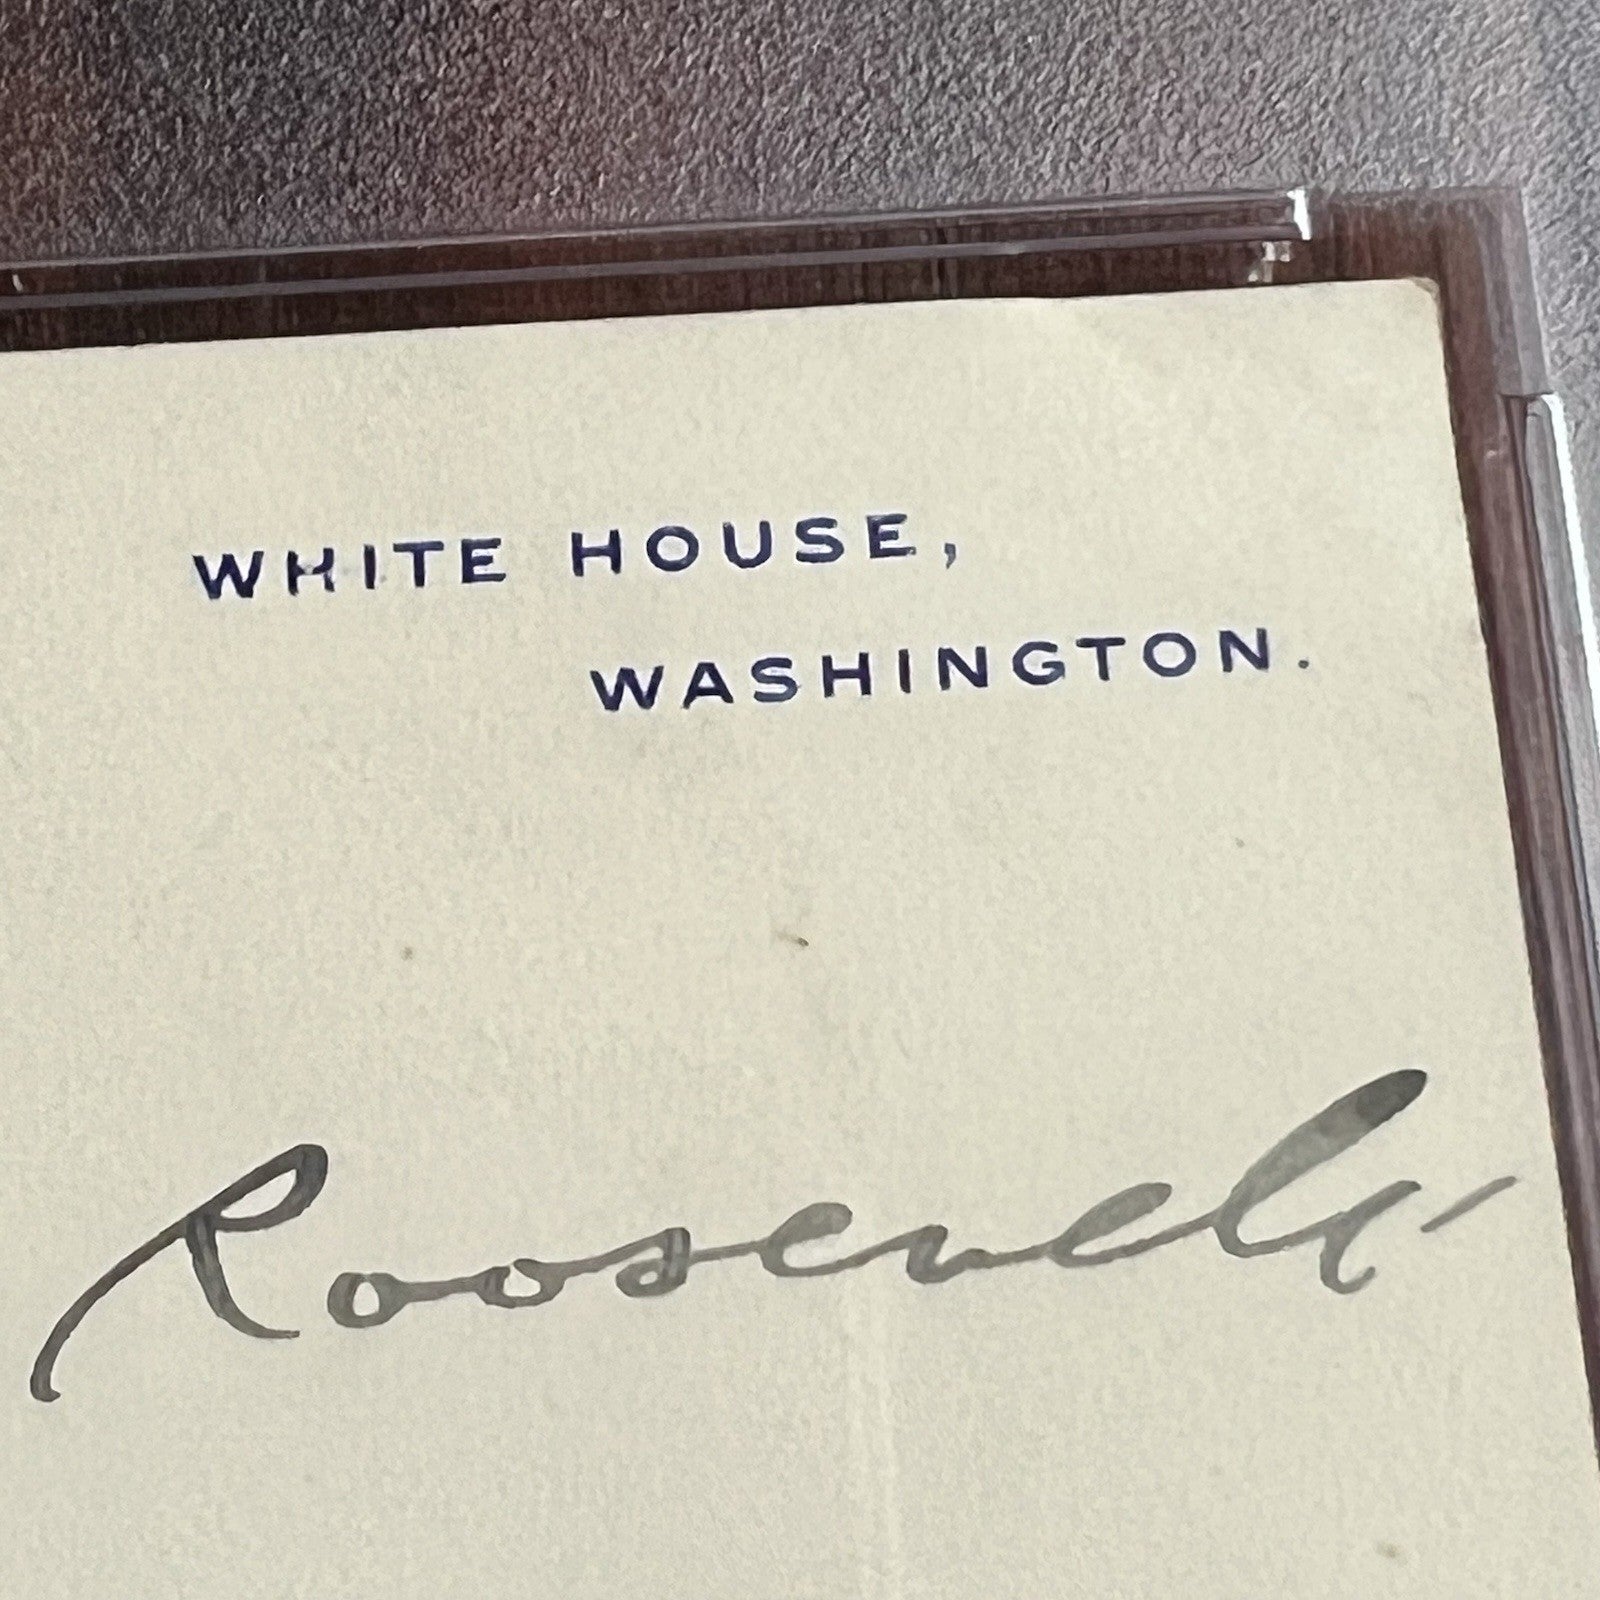 WHITE HOUSE,
WASHINGTON.
Roosevelt